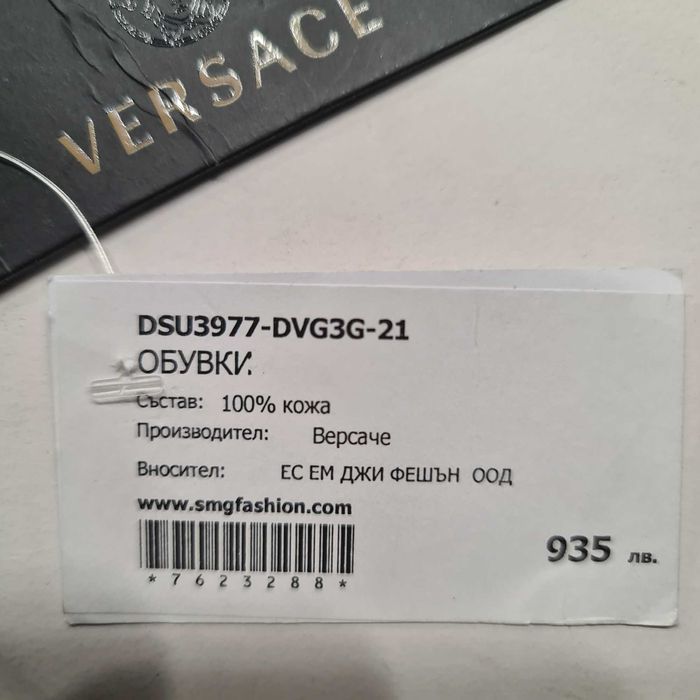 VERSACE
DSU3977-DVG3G-21
ОБУВКИ
Състав: 100% кожа
Производител: Версаче
Вносител: ЕС ЕМ ДЖИ ФЕШЪН ООД
www.smgfashion.com
935 лв.
*7623288*